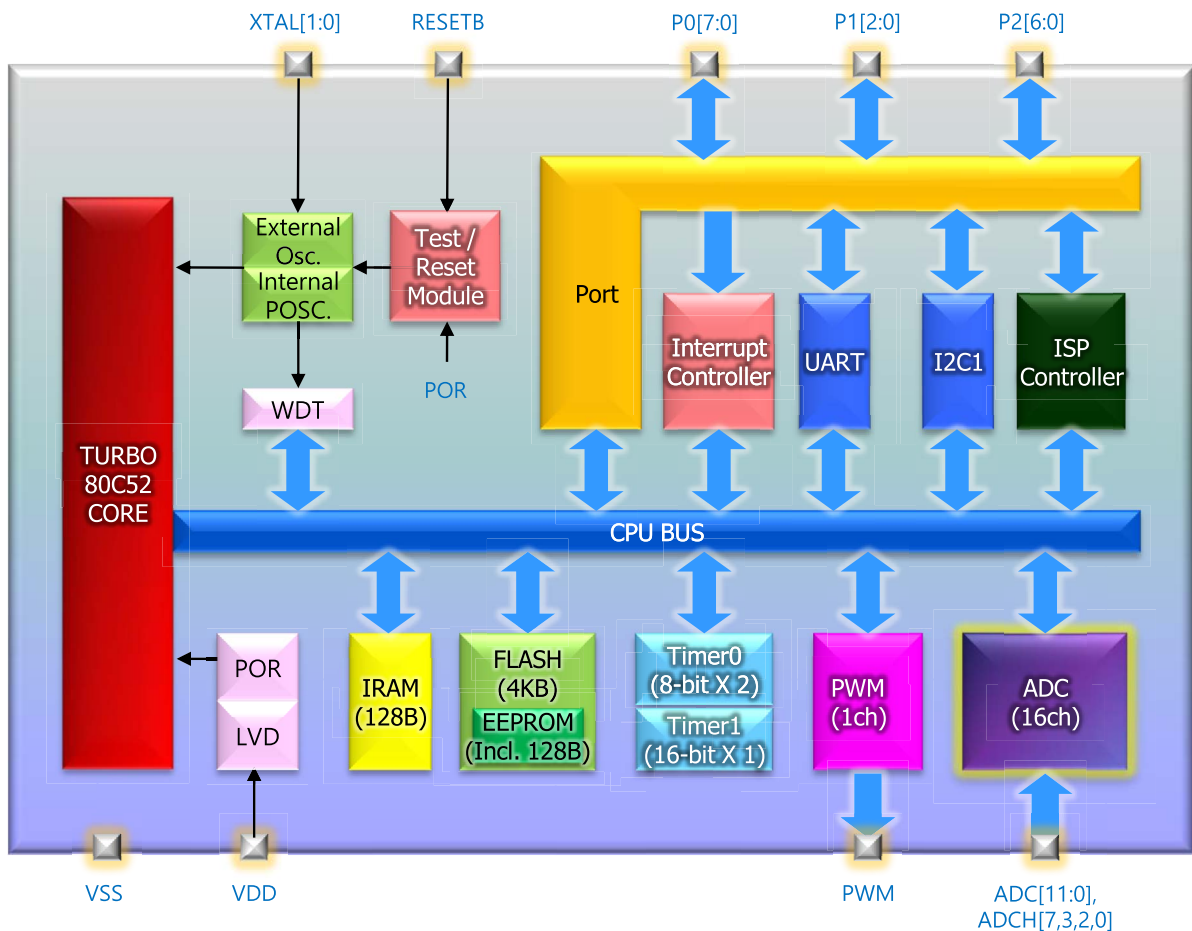 XTAL[1:0]
RESETB
P0[7:0]
P1[2:0]
P2[6:0]
External
Osc.
Internal
POSC.
Test /
Reset
Module
POR
WDT
Port
Interrupt
Controller
UART
I2C1
ISP
Controller
TURBO
80C52
CORE
CPU BUS
POR
LVD
IRAM
(128B)
FLASH
(4KB)
EEPROM
(Incl. 128B)
Timer0
(8-bit X 2)
Timer1
(16-bit X 1)
PWM
(1ch)
ADC
(16ch)
VSS
VDD
PWM
ADC[11:0],
ADCH[7,3,2,0]